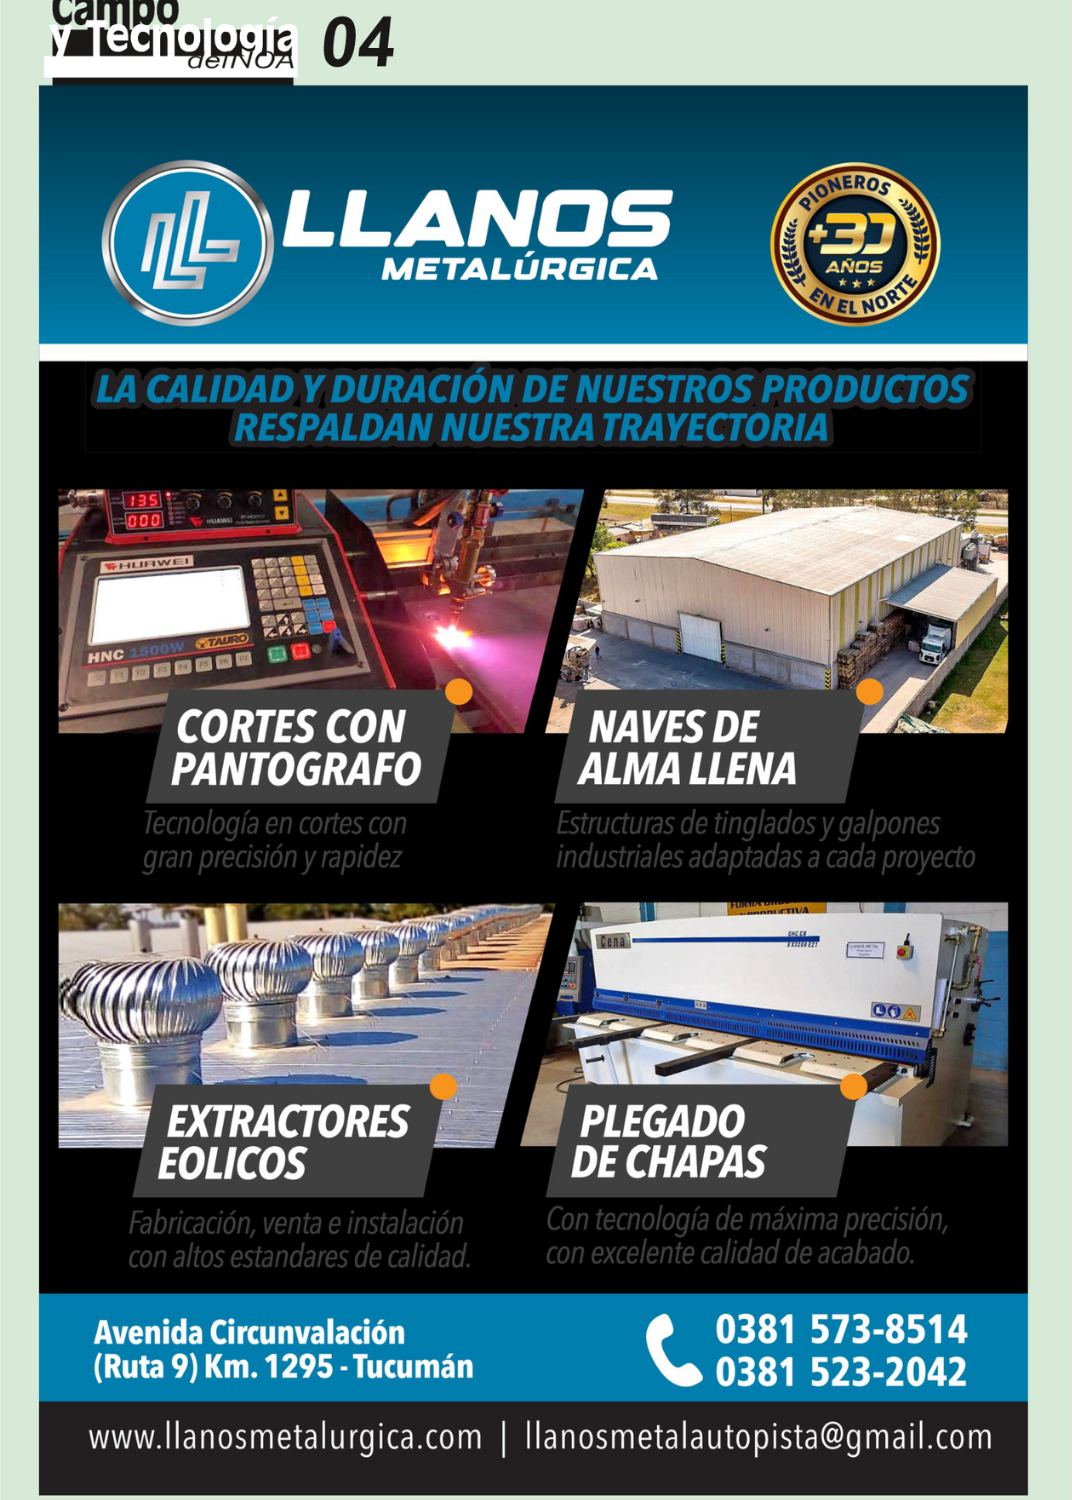 Campo
y Tecnología
delNOA
04
LLANOS
METALÚRGICA
PIONEROS
+30
AÑOS
EN EL NORTE
LA CALIDAD Y DURACIÓN DE NUESTROS PRODUCTOS
RESPALDAN NUESTRA TRAYECTORIA
135
000
HUAWEI
HUAWEI
HNC 1500W
TAURO
CORTES CON
PANTOGRAFO
Tecnología en cortes con
gran precisión y rapidez
NAVES DE
ALMA LLENA
Estructuras de tinglados y galpones
industriales adaptadas a cada proyecto
EXTRACTORES
EOLICOS
Fabricación, venta e instalación
con altos estandares de calidad.
Cena
PLEGADO
DE CHAPAS
Con tecnología de máxima precisión,
con excelente calidad de acabado.
Avenida Circunvalación
(Ruta 9) Km. 1295 - Tucumán
0381 573-8514
0381 523-2042
www.llanosmetalurgica.com | llanosmetalautopista@gmail.com